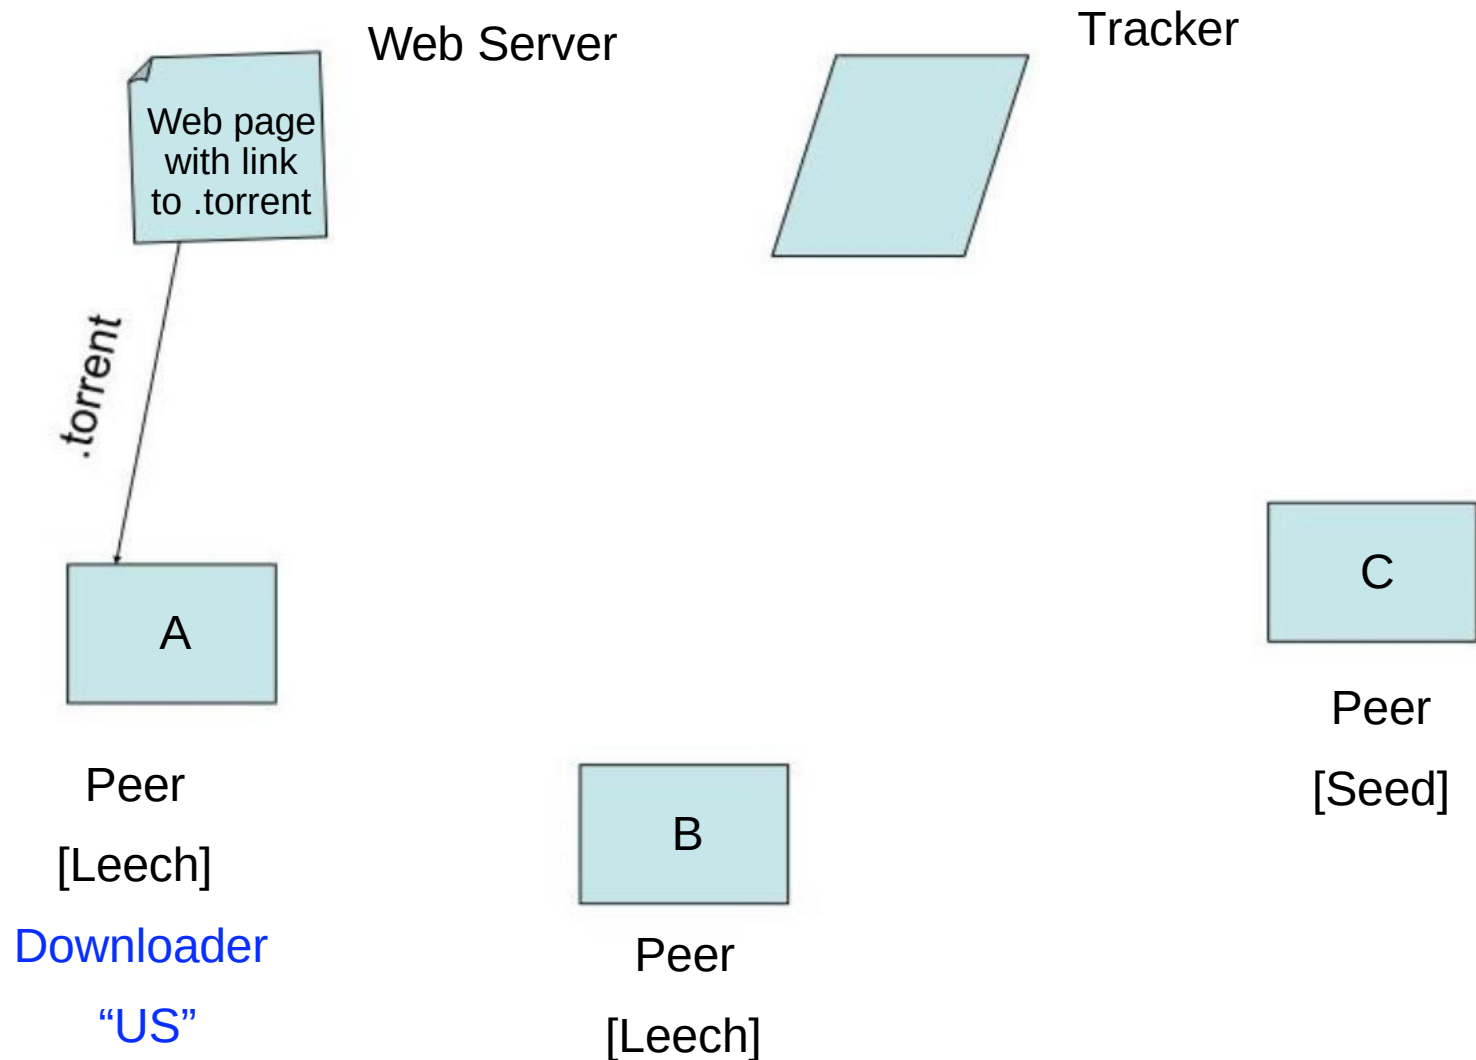 Web Server
Tracker
Web page
with link
to .torrent
.torrent
A
C
Peer
[Seed]
Peer
[Leech]
Downloader
“US”
B
Peer
[Leech]